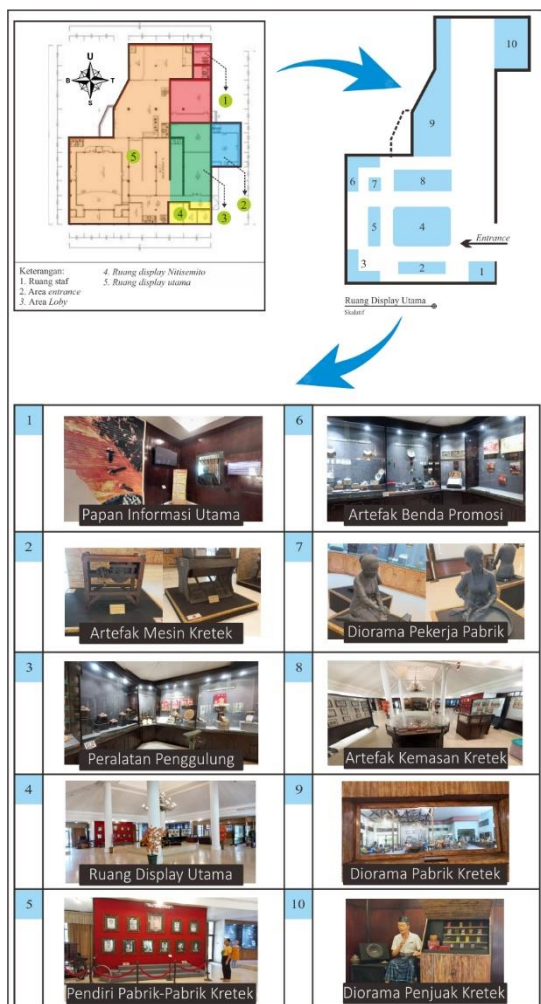 U
B
T
S
1
5
4
3
2
Keterangan:
1. Ruang staf
2. Area entrance
3. Area Loby
4. Ruang display Nitisemito
5. Ruang display utama
10
9
6
7
8
5
4
Entrance
3
2
1
Ruang Display Utama
Skalatif
1
Papan Informasi Utama
6
Artefak Benda Promosi
2
Artefak Mesin Kretek
7
Diorama Pekerja Pabrik
3
Peralatan Penggulung
8
Artefak Kemasan Kretek
4
Ruang Display Utama
9
Diorama Pabrik Kretek
5
Pendiri Pabrik-Pabrik Kretek
10
Diorama Penjuak Kretek